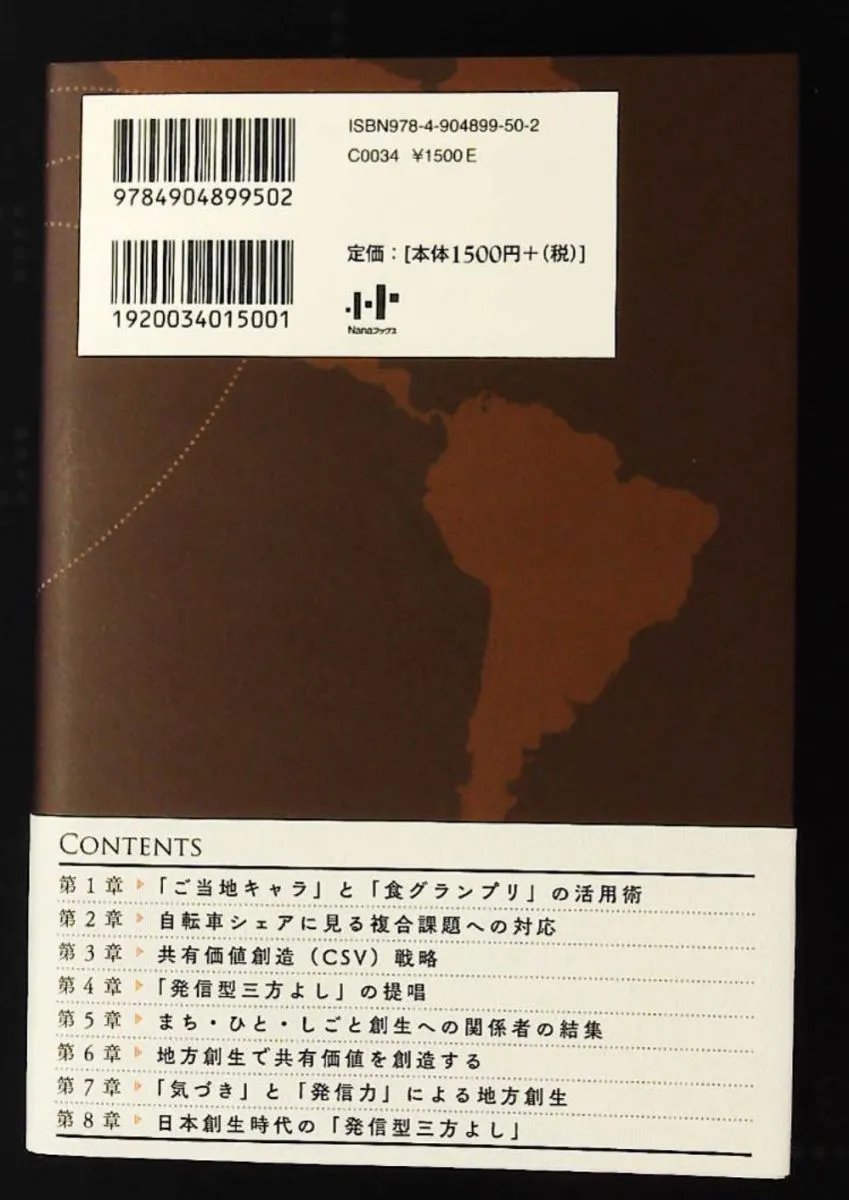 ISBN978-4-904899-50-2
C0034 ¥1500E
9784904899502
定価：[本体1500円＋(税)]
1920034015001
Nanaブックス
CONTENTS
第1章 「ご当地キャラ」と「食グランプリ」の活用術
第2章 自転車シェアに見る複合課題への対応
第3章 共有価値創造（CSV）戦略
第4章 「発信型三方よし」の提唱
第5章 まち・ひと・しごと創生への関係者の結集
第6章 地方創生で共有価値を創造する
第7章 「気づき」と「発信力」による地方創生
第8章 日本創生時代の「発信型三方よし」